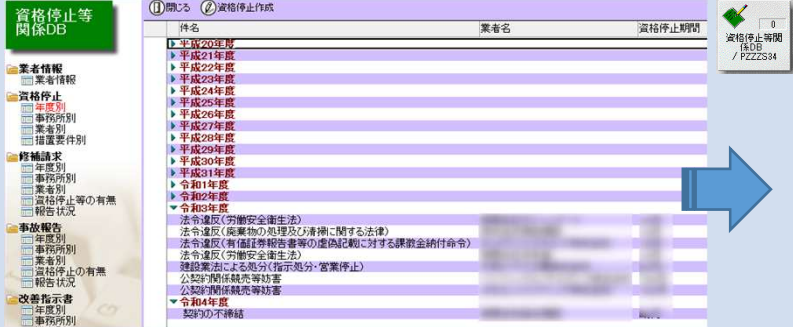 資格停止等
関係DB
業者情報
業者情報
資格停止
年度別
事務所別
業者別
措置要件別
修補請求
年度別
事務所別
業者別
資格停止等の有無
報告状況
事故報告
年度別
事務所別
業者別
資格停止の有無
報告状況
改善指示書
年度別
事務所別
閉じる 資格停止作成
件名 業者名 資格停止期間
平成20年度
平成21年度
平成22年度
平成23年度
平成24年度
平成25年度
平成26年度
平成27年度
平成28年度
平成29年度
平成30年度
平成31年度
令和1年度
令和2年度
令和3年度
法令違反(労働安全衛生法)
法令違反(廃棄物の処理及び清掃に関する法律)
法令違反(有価証券報告書等の虚偽記載に対する課徴金納付命令)
法令違反(労働安全衛生法)
建設業法による処分(指示処分・営業停止)
公契約関係競売等妨害
公契約関係競売等妨害
令和4年度
契約の不締結
0
資格停止等関
係DB
/ PZZZS34